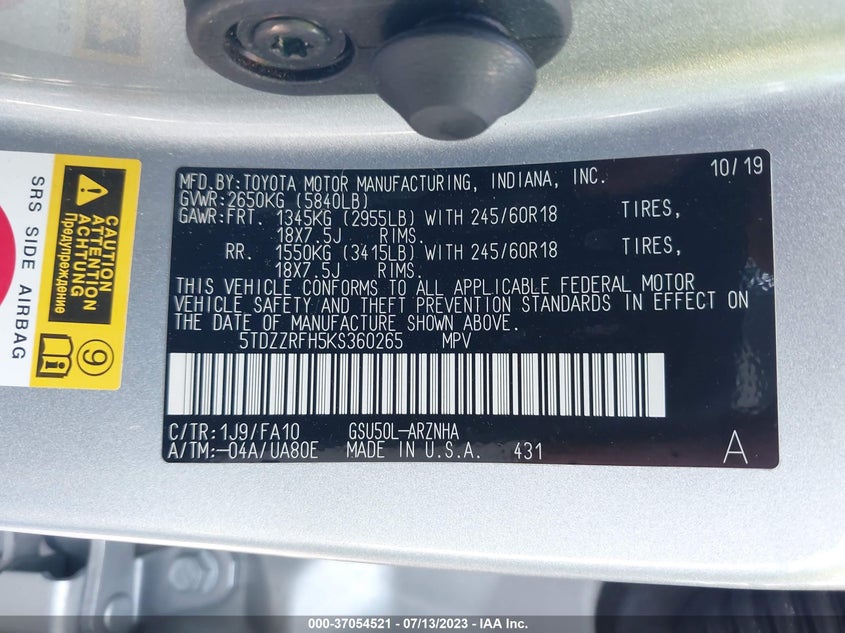 MFD.BY:TOYOTA MOTOR MANUFACTURING, INDIANA, INC. 10/19
GVWR:2650KG (5840LB)
GAWR:FRT. 1345KG (2955LB) WITH 245/60R18 TIRES,
18X7.5J RIMS.
RR. 1550KG (3415LB) WITH 245/60R18 TIRES,
18X7.5J RIMS.
THIS VEHICLE CONFORMS TO ALL APPLICABLE FEDERAL MOTOR
VEHICLE SAFETY AND THEFT PREVENTION STANDARDS IN EFFECT ON
THE DATE OF MANUFACTURE SHOWN ABOVE.
5TDZZRFH5KS360265 MPV
C/TR:1J9/FA10 GSU50L-ARZNHA
A/TM:-04A/UA80E MADE IN U.S.A. 431 A
SRS SIDE AIRBAG
CAUTION
ATTENTION
ACHTUNG
Предупреждение
9
000-37054521 - 07/13/2023 - IAA Inc.